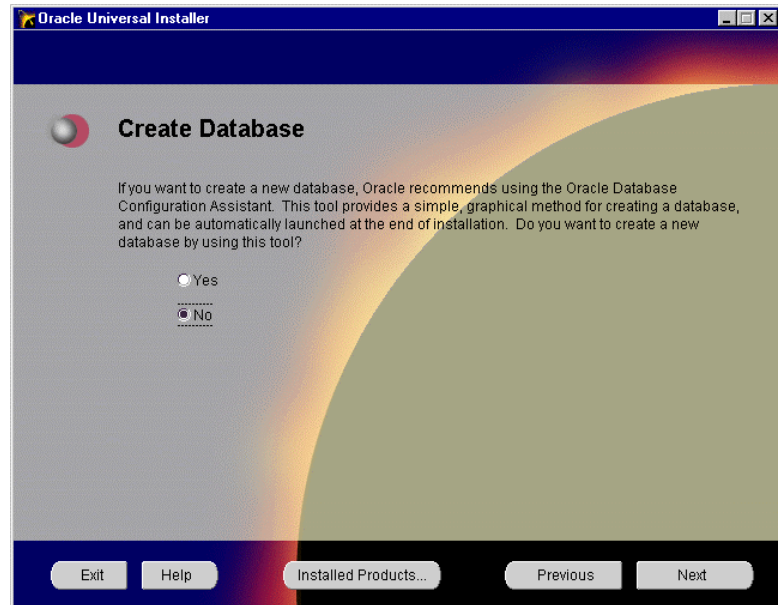 Oracle Universal Installer
Create Database
If you want to create a new database, Oracle recommends using the Oracle Database
Configuration Assistant. This tool provides a simple, graphical method for creating a database,
and can be automatically launched at the end of installation. Do you want to create a new
database by using this tool?
Yes
No
Exit
Help
Installed Products...
Previous
Next